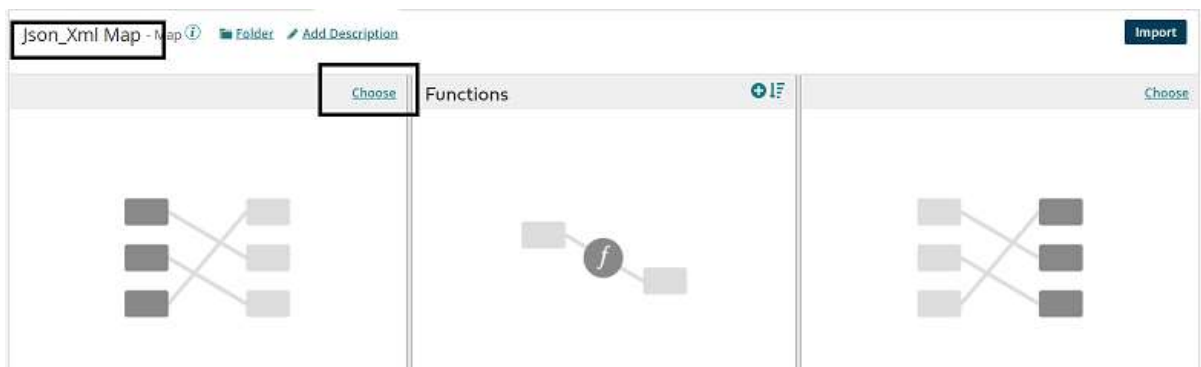 Json_Xml Map - Map i Folder Add Description Import
Choose Functions Choose
f